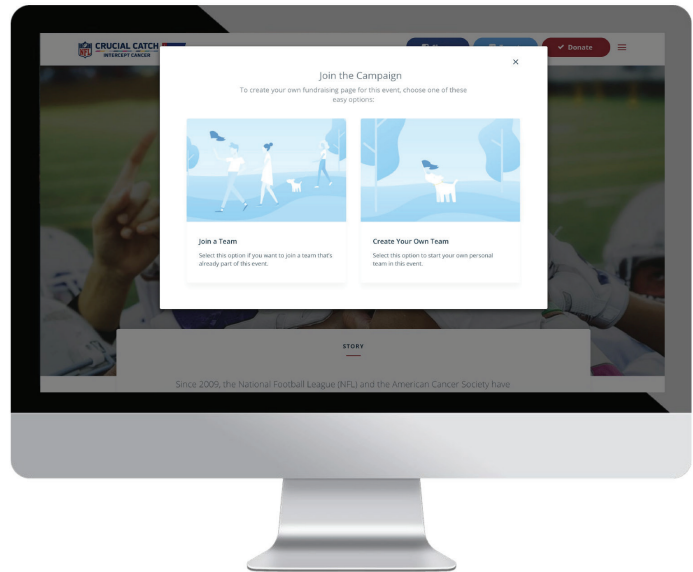 NFL
CRUCIAL CATCH
INTERCEPT CANCER
Donate
Join the Campaign
To create your own fundraising page for this event, choose one of these
easy options:
Join a Team
Select this option if you want to join a team that's
already part of this event.
Create Your Own Team
Select this option to start your own personal
team in this event.
STORY
Since 2009, the National Football League (NFL) and the American Cancer Society have